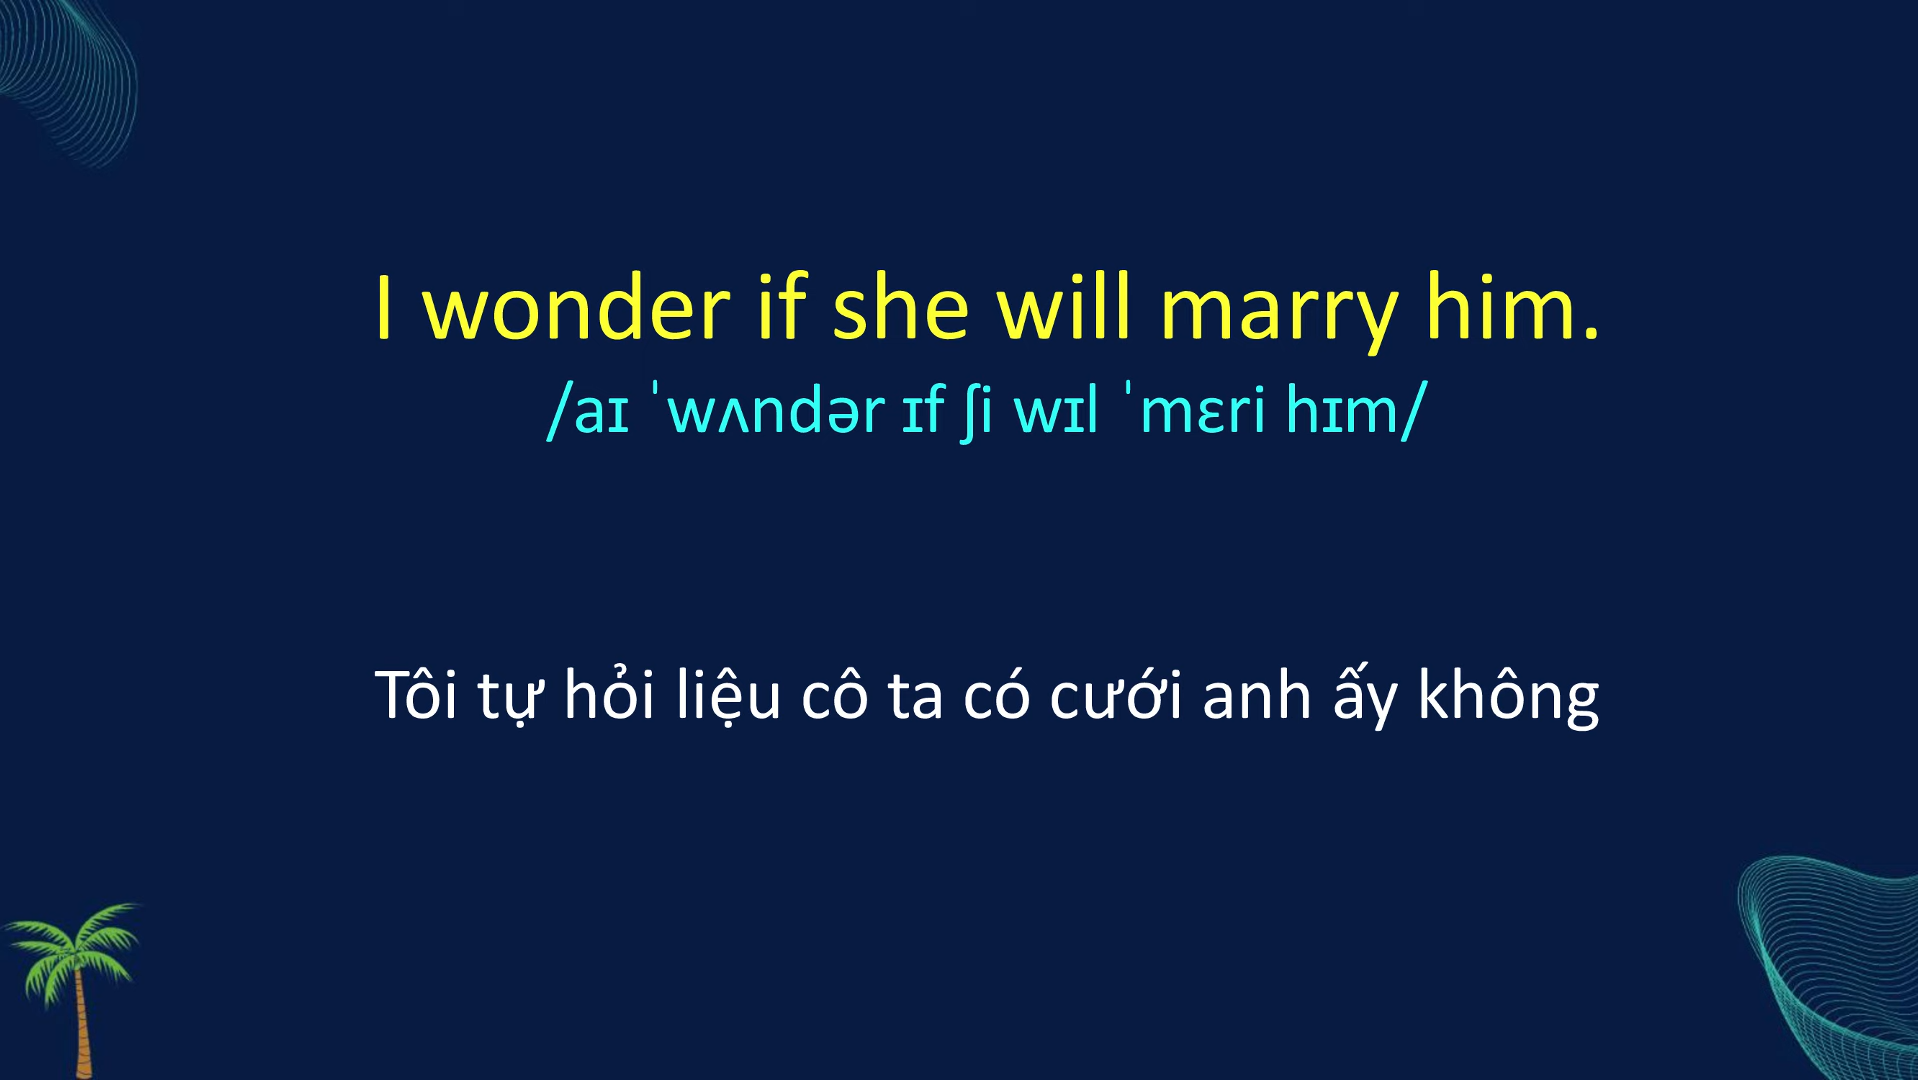 I wonder if she will marry him.
/aɪ ˈwʌndər ɪf ʃi wɪl ˈmɛri hɪm/
Tôi tự hỏi liệu cô ta có cưới anh ấy không